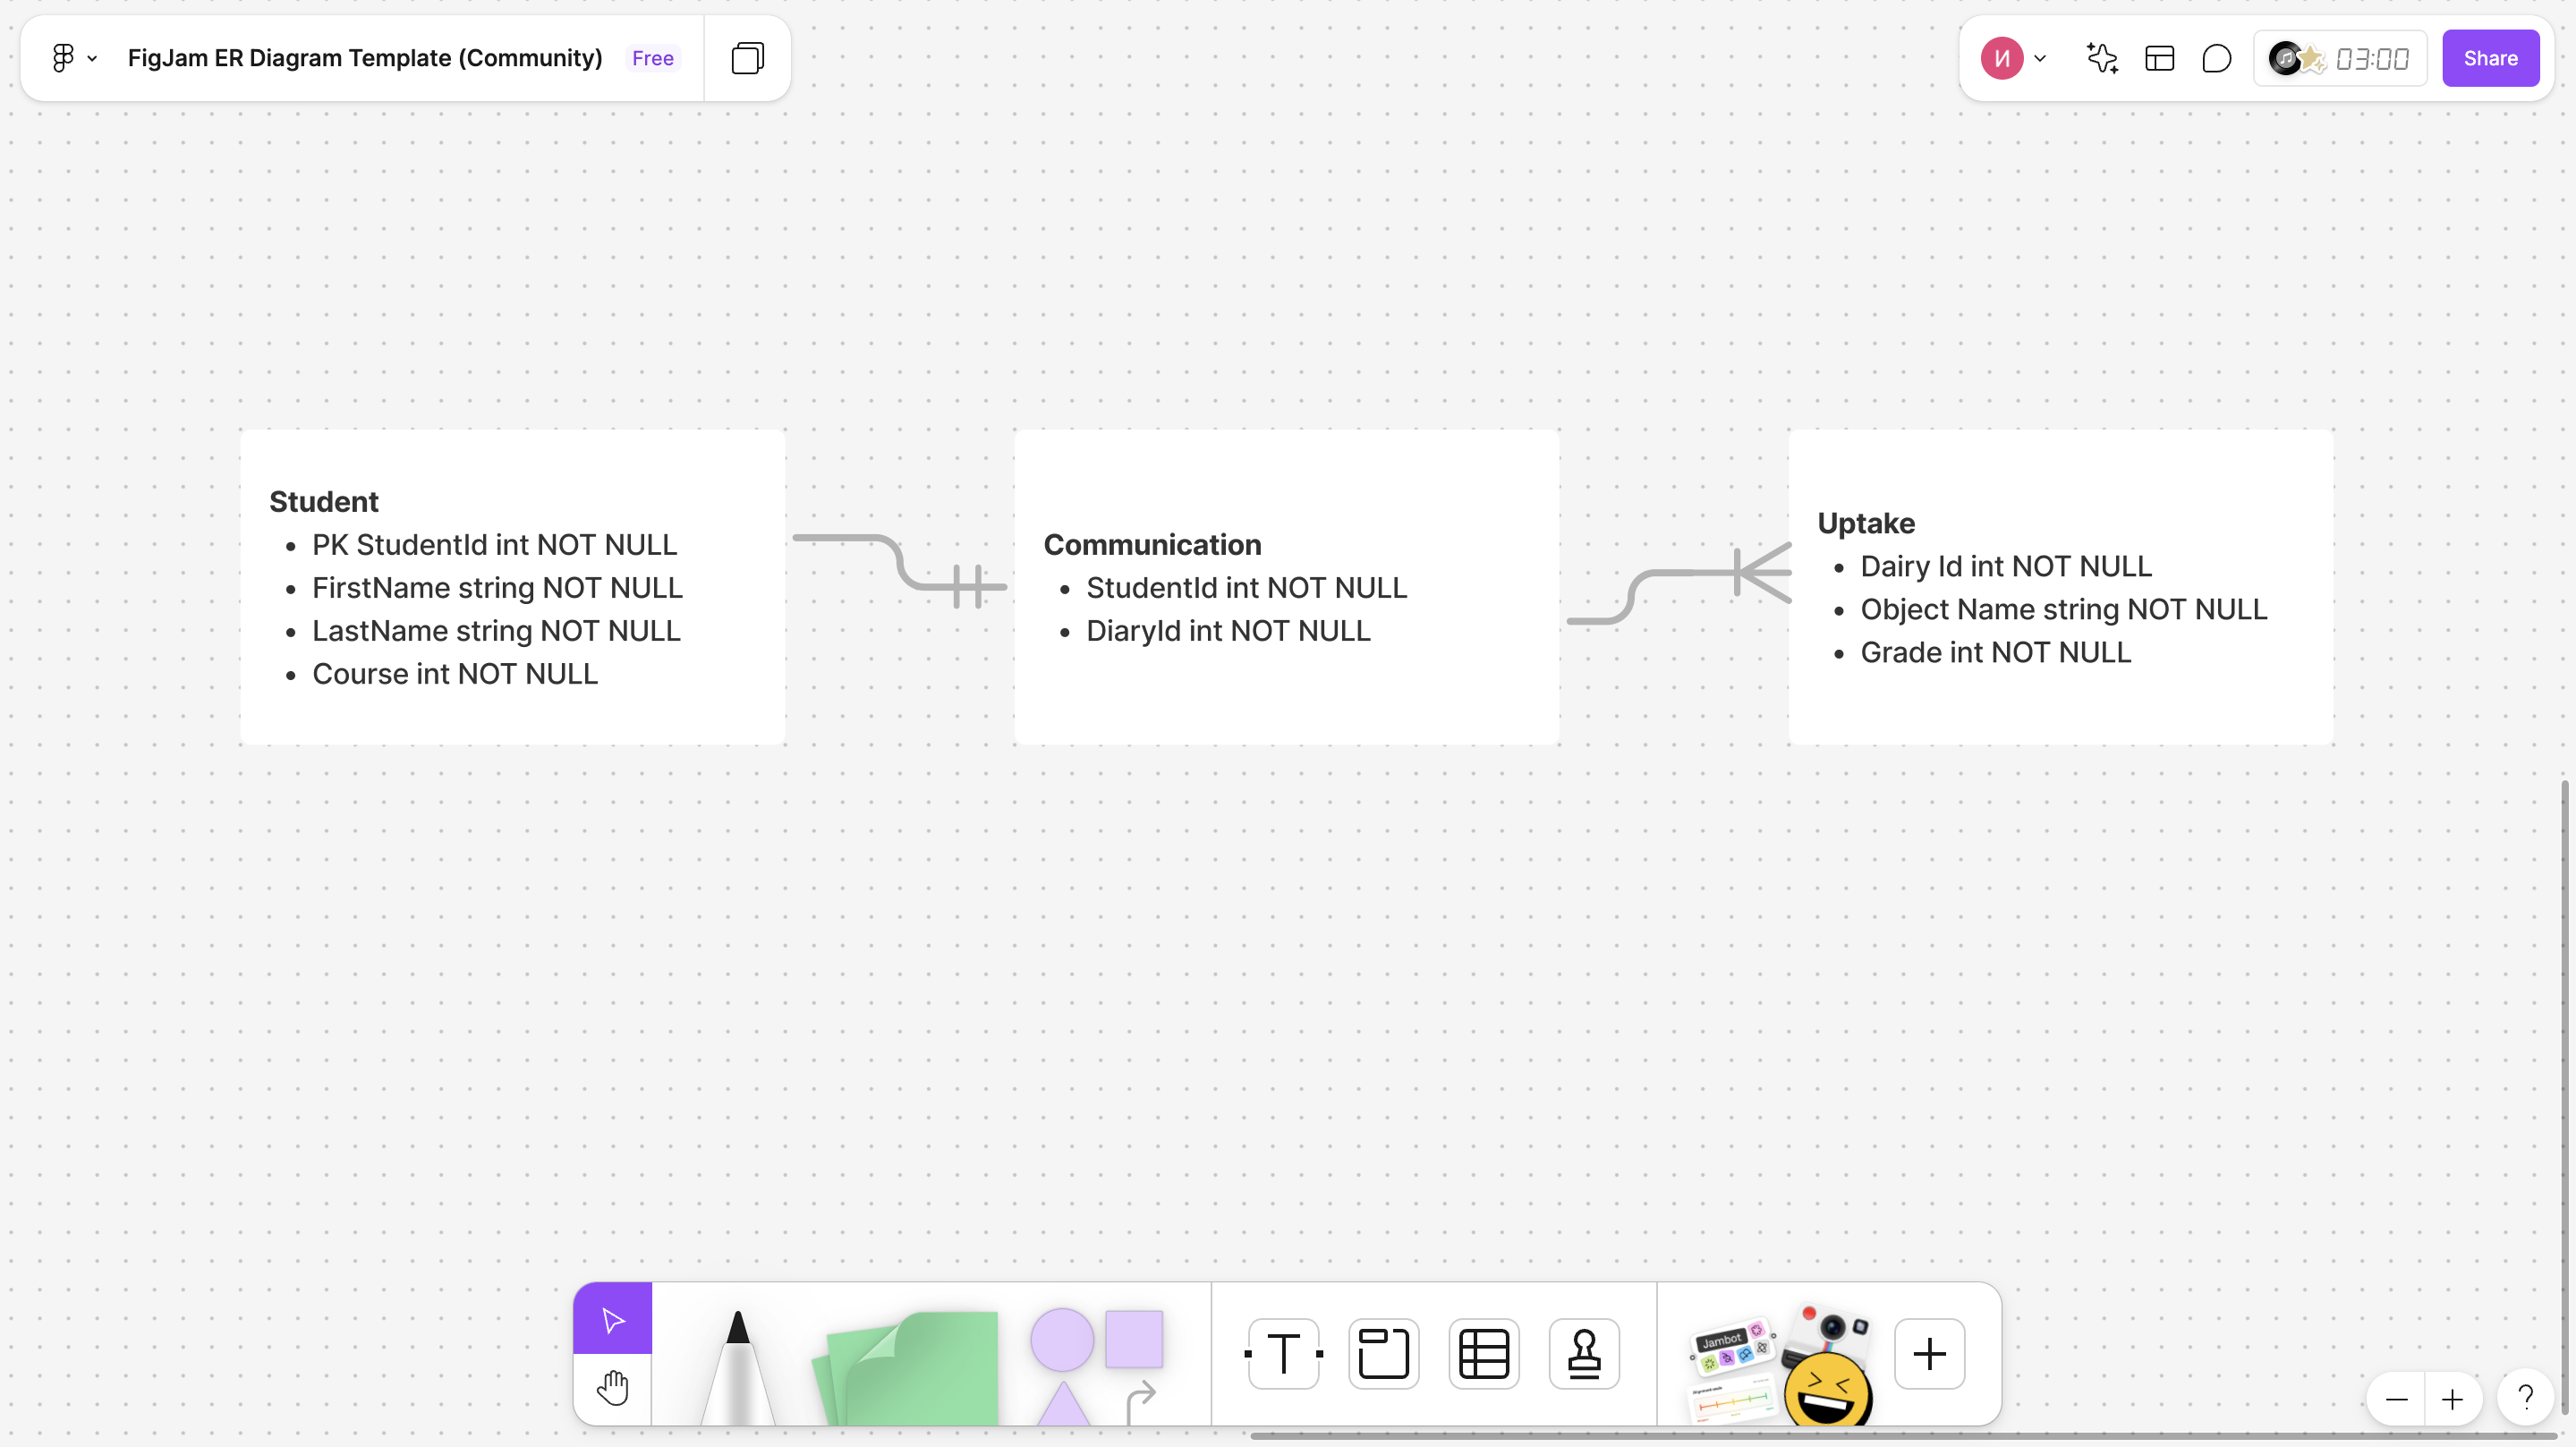 FigJam ER Diagram Template (Community) Free
И 03:00 Share
Student
• PK StudentId int NOT NULL
• FirstName string NOT NULL
• LastName string NOT NULL
• Course int NOT NULL
Communication
• StudentId int NOT NULL
• DiaryId int NOT NULL
Uptake
• Dairy Id int NOT NULL
• Object Name string NOT NULL
• Grade int NOT NULL
T
Jambot
?